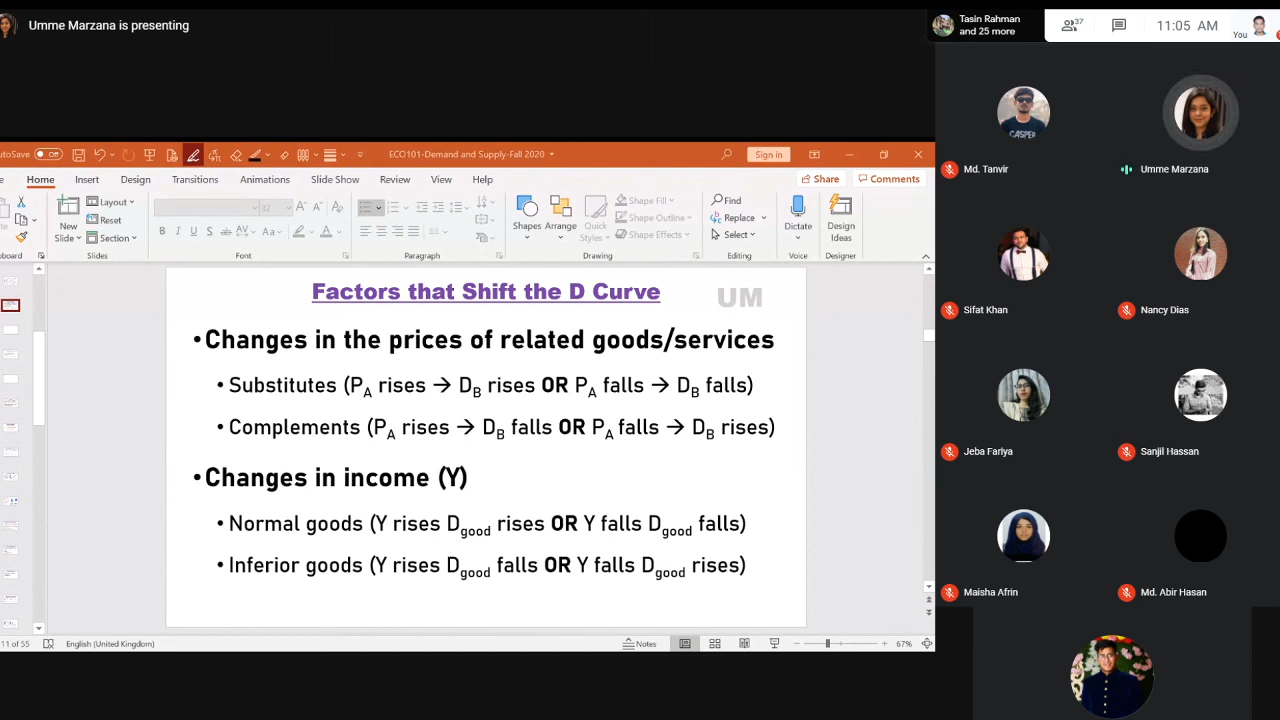 Umme Marzana is presenting
Tasin Rahman
and 25 more
37
11:05 AM
You
AutoSave Off
ECO101-Demand and Supply-Fall 2020
Sign in
Home Insert Design Transitions Animations Slide Show Review View Help
Share Comments
New
Slide
Layout
Reset
Section
32
Shapes
Arrange
Quick
Styles
Shape Fill
Shape Outline
Shape Effects
Find
Replace
Select
Dictate
Design
Ideas
Slides Font Paragraph Drawing Editing Voice Designer
Factors that Shift the D Curve
UM
•Changes in the prices of related goods/services
• Substitutes (PA rises → DB rises OR PA falls → DB falls)
• Complements (PA rises → DB falls OR PA falls → DB rises)
•Changes in income (Y)
• Normal goods (Y rises Dgood rises OR Y falls Dgood falls)
• Inferior goods (Y rises Dgood falls OR Y falls Dgood rises)
11 of 55 English (United Kingdom) Notes 67%
CASPER
Md. Tanvir
Umme Marzana
Sifat Khan
Nancy Dias
Jeba Fariya
Sanjil Hassan
Maisha Afrin
Md. Abir Hasan